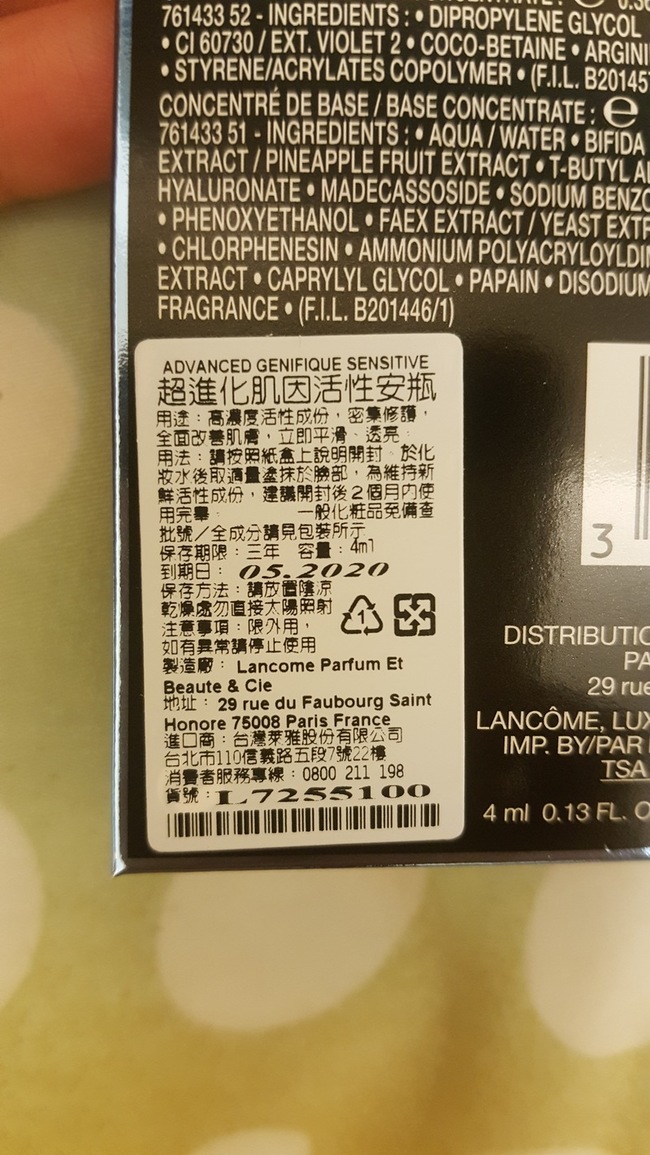 761433 52 - INGREDIENTS : • DIPROPYLENE GLYCOL
• CI 60730 / EXT. VIOLET 2 • COCO-BETAINE •
• STYRENE/ACRYLATES COPOLYMER • (F.I.L.
CONCENTRÉ DE BASE / BASE CONCENTRATE : e
761433 51 - INGREDIENTS : • AQUA / WATER • BIFIDA
EXTRACT / PINEAPPLE FRUIT EXTRACT • T-BUTYL
HYALURONATE • MADECASSOSIDE • SODIUM
• PHENOXYETHANOL • FAEX EXTRACT / YEAST
• CHLORPHENESIN • AMMONIUM
EXTRACT • CAPRYLYL GLYCOL • PAPAIN • DISODIUM
FRAGRANCE • (F.I.L. B201446/1)
ADVANCED GENIFIQUE SENSITIVE
超進化肌因活性安瓶
用途：高濃度活性成份，密集修護，
全面改善肌膚，立即平滑、透亮。
用法：請按照紙盒上說明開封、於化
妝水後取適量塗抹於臉部，為維持新
鮮活性成份，建議開封後2個月內使
用完畢。 一般化粧品免備查
批號／全成分請見包裝所示
保存期限：三年 容量：4ml
到期日： 05.2020
保存方法：請放置陰涼
乾燥處勿直接太陽照射
注意事項：限外用，
如有異常請停止使用
1
製造廠： Lancome Parfum Et
Beaute & Cie
地址： 29 rue du Faubourg Saint
Honore 75008 Paris France
進口商：台灣萊雅股份有限公司
台北市110信義路五段7號22樓
消費者服務專線：0800 211 198
貨號：L7255100
3
29 rue
LANCÔME,
IMP. BY/PAR
TSA
4 ml 0.13 FL.